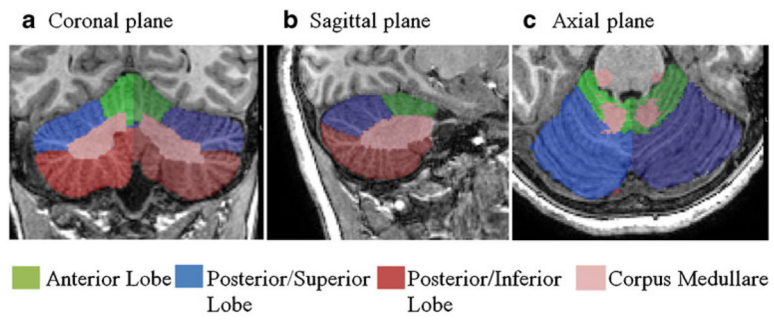 a Coronal plane
b Sagittal plane
c Axial plane
Anterior Lobe
Posterior/Superior
Lobe
Posterior/Inferior
Lobe
Corpus Medullare